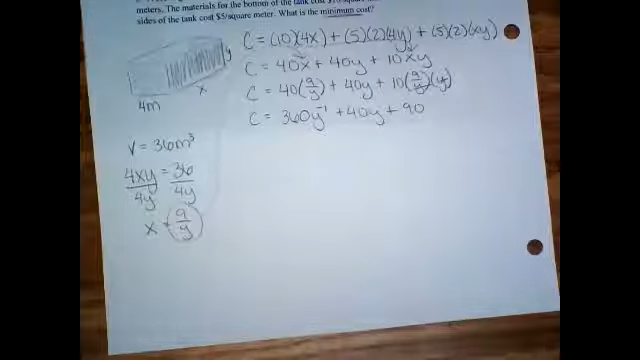 meters. The materials for the bottom of the tank cost $10/square
sides of the tank cost $5/square meter. What is the minimum cost?
C = (10)(4x) + (5)(2)(4y) + (5)(2)(xy)
C = 40x + 40y + 10xy
C = 40(9/y) + 40y + 10(9/y)(y)
C = 360y⁻¹ + 40y + 90
y
x
4m
V = 36m³
4xy = 36
4y 4y
x = 9/y